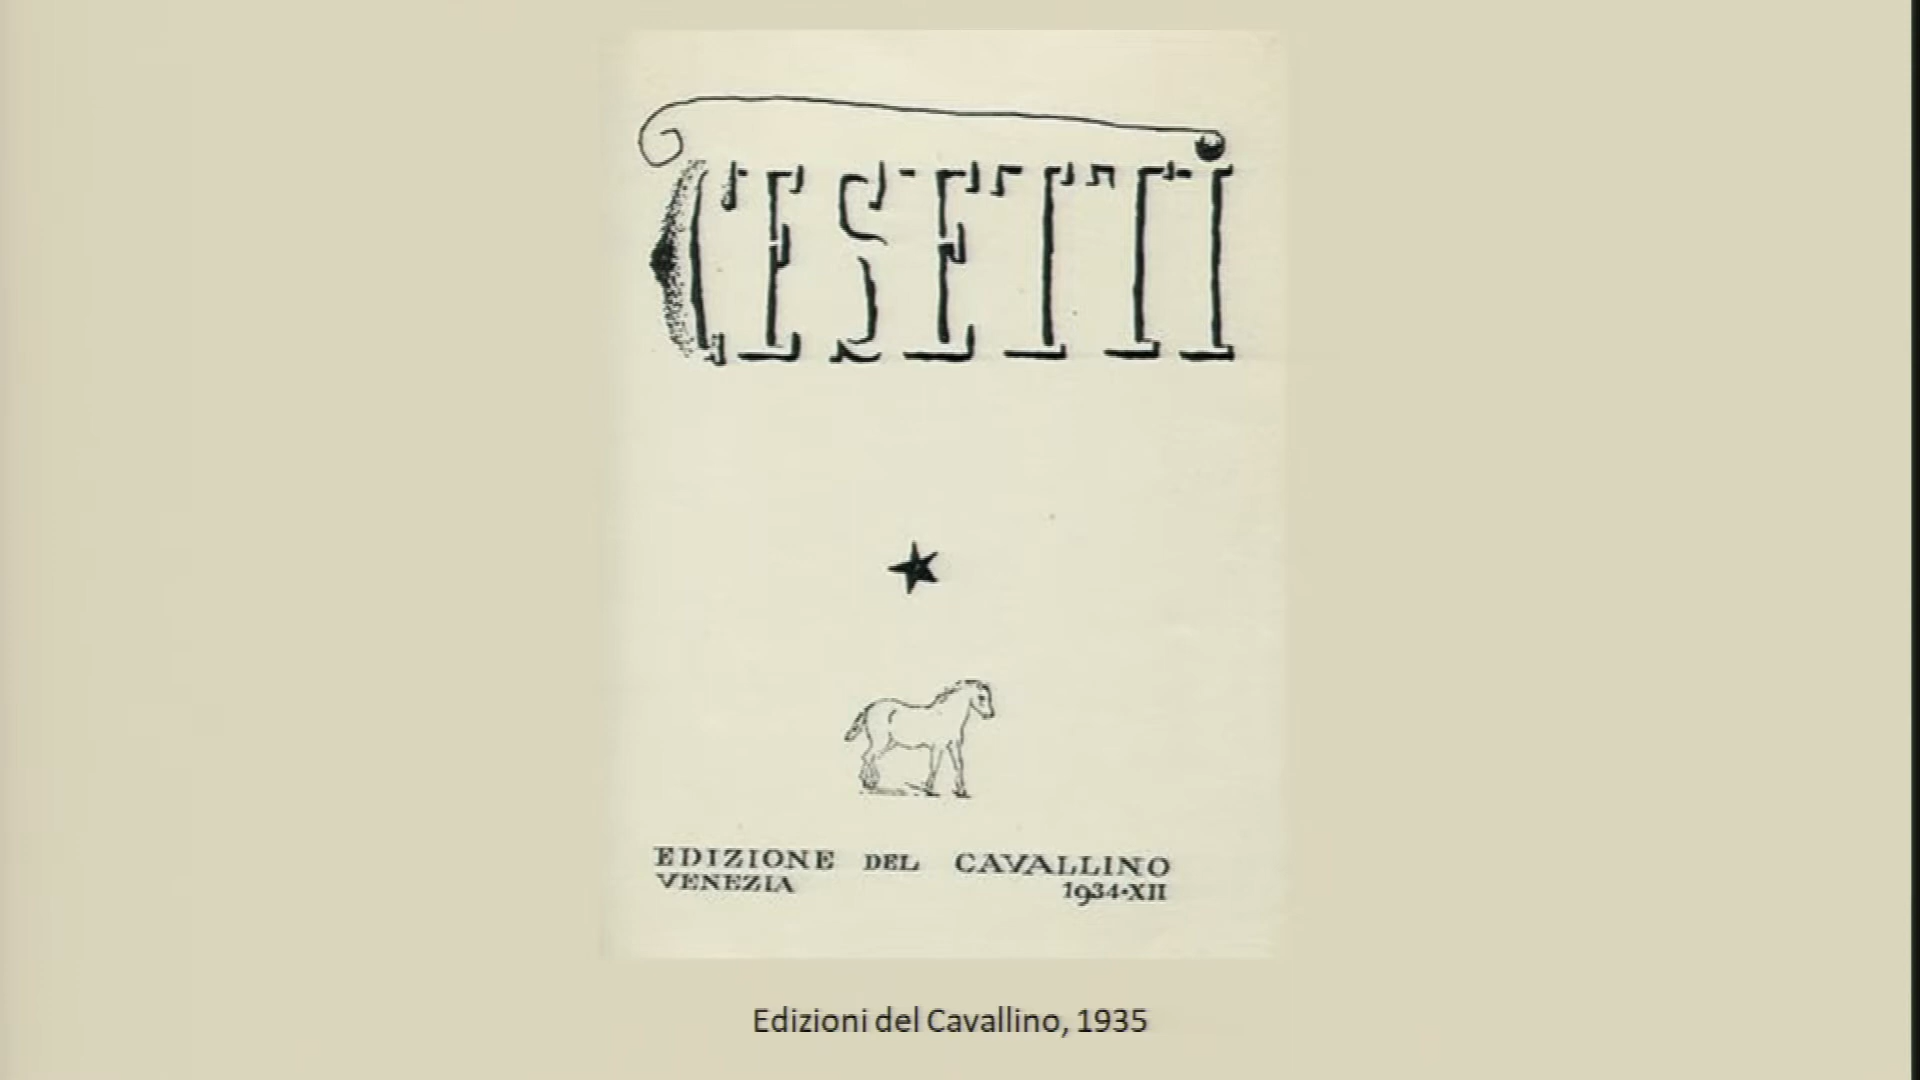 CESETTI
EDIZIONE DEL CAVALLINO
VENEZIA 1934·XII
Edizioni del Cavallino, 1935